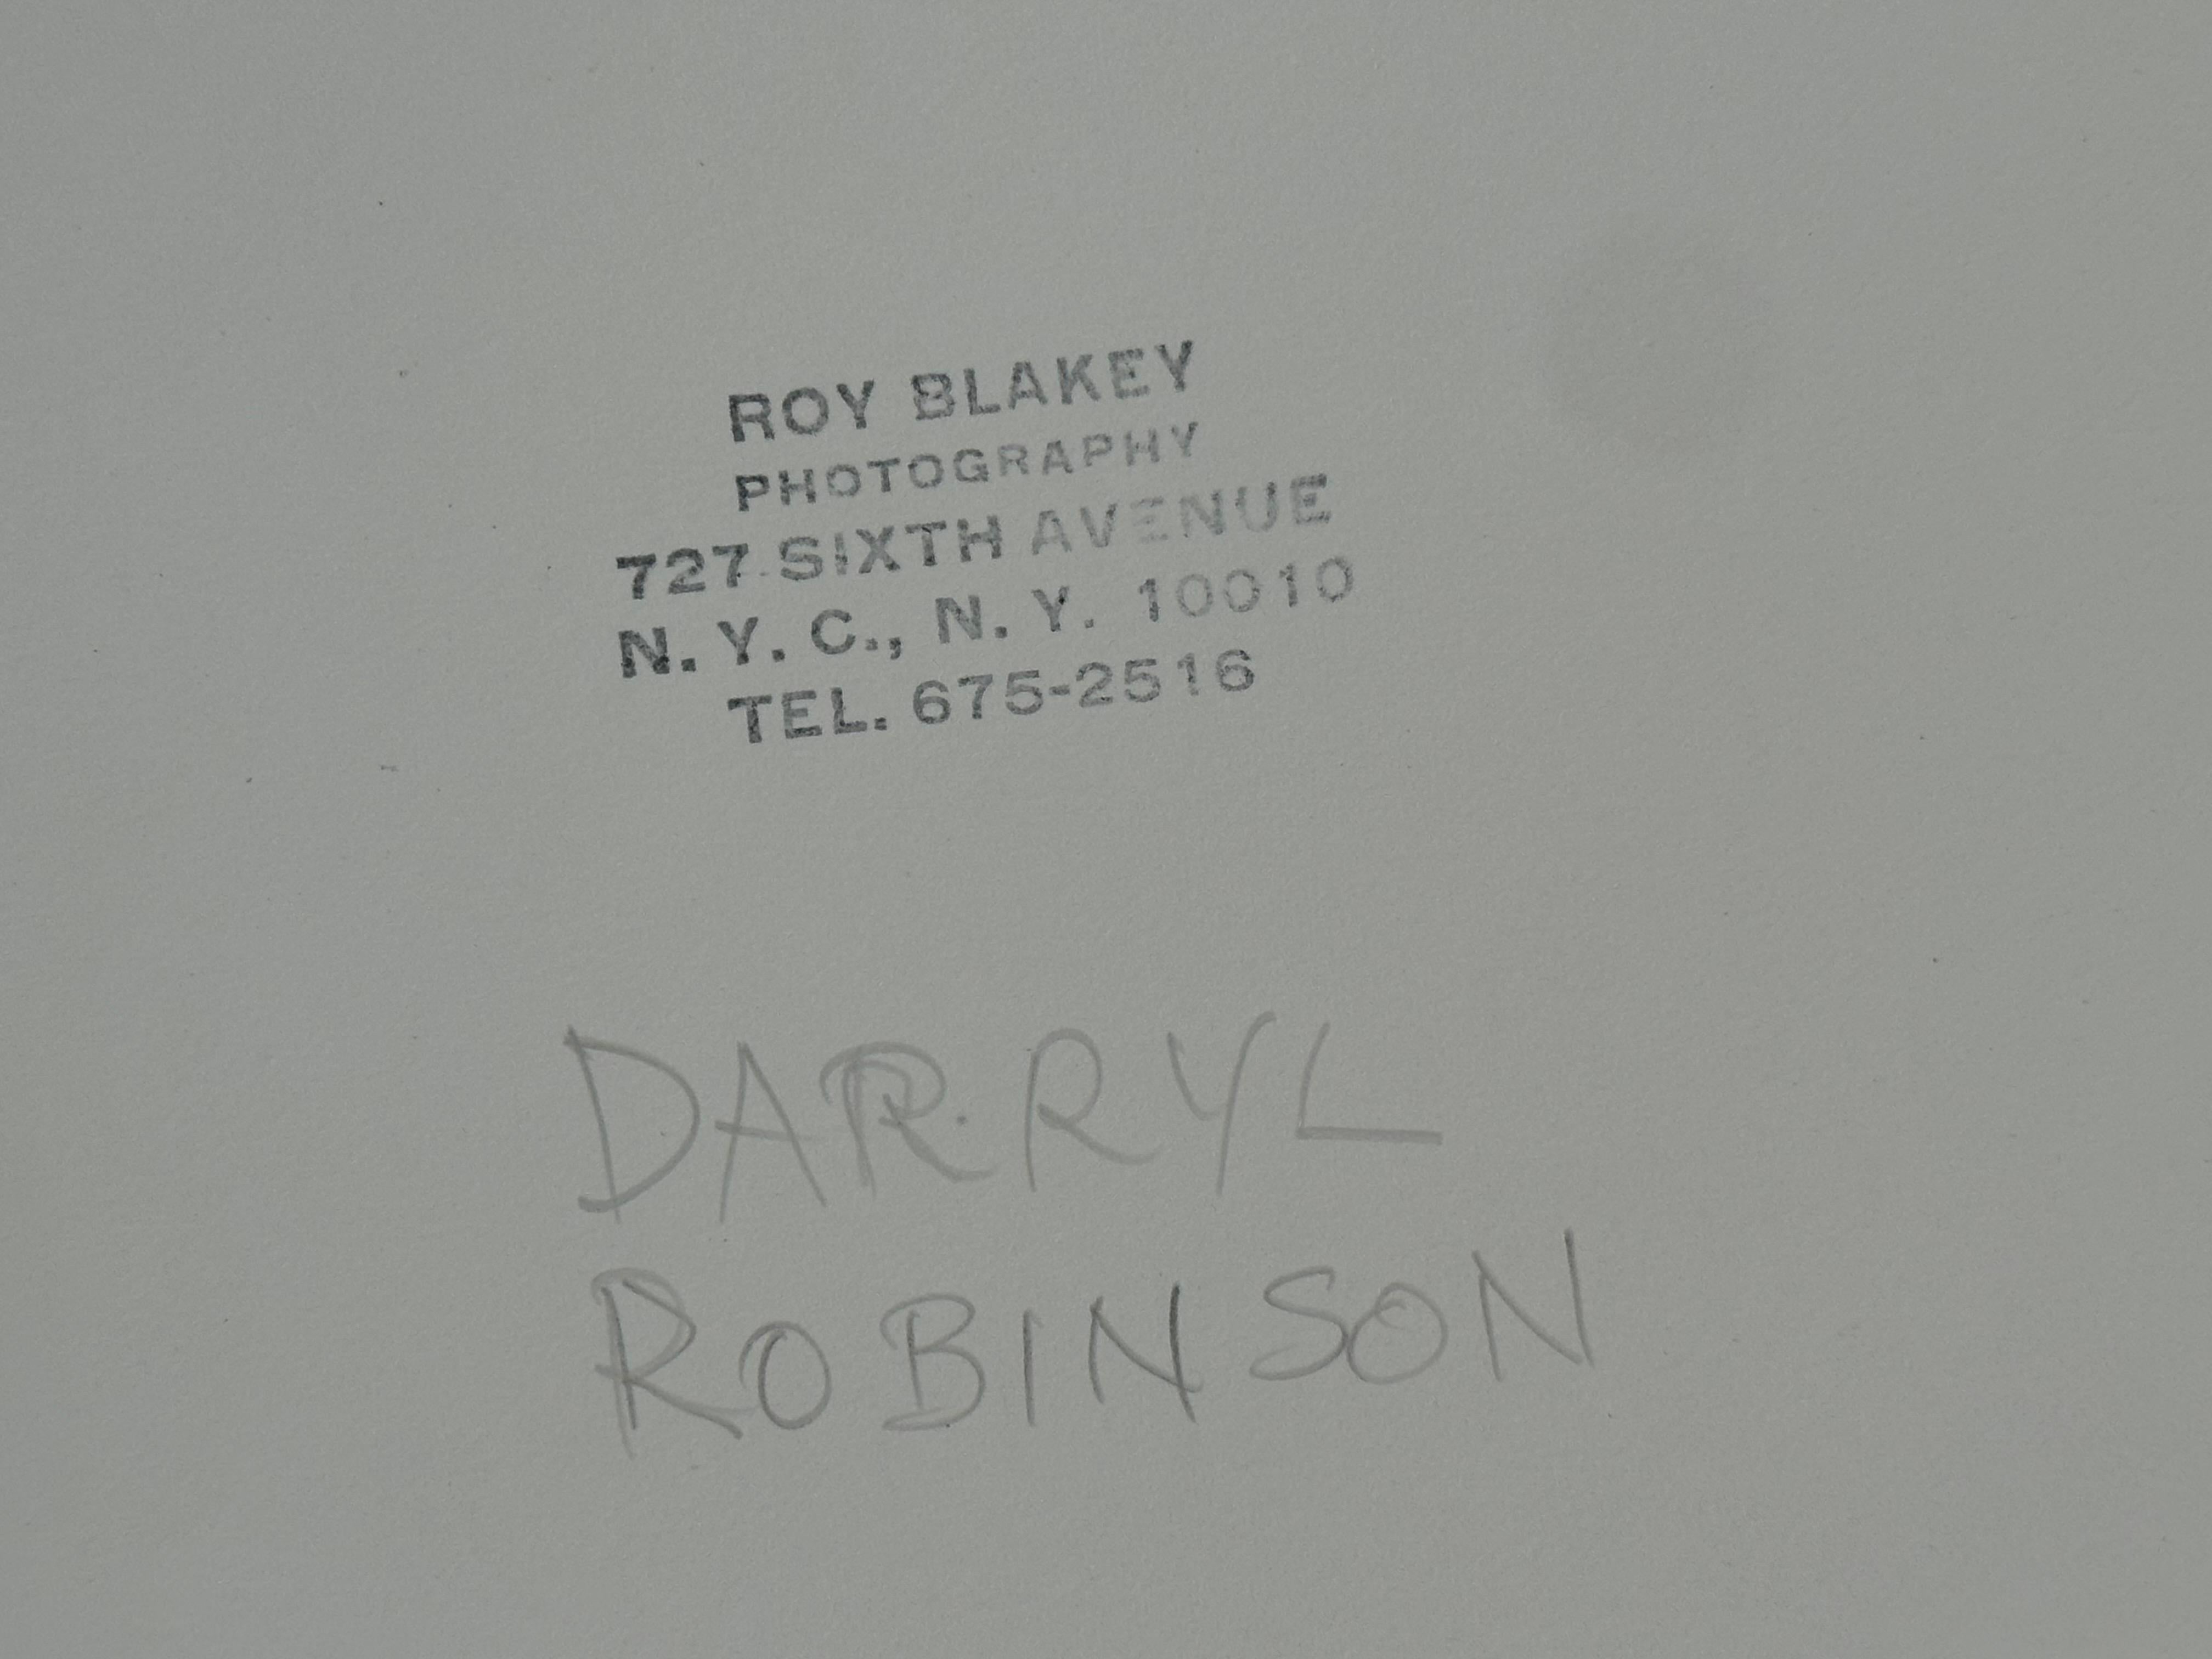 ROY BLAKEY
PHOTOGRAPHY
727 SIXTH AVENUE
N. Y. C., N. Y. 10010
TEL. 675-2516
DARRYL
ROBINSON